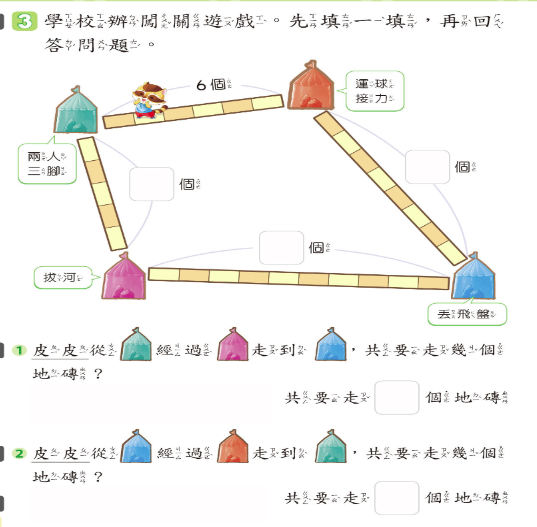 3 學校辦闖關遊戲。先填一填，再回
答問題。
6個
運球
接力
兩人
三腳
個
個
個
拔河
丟飛盤
1 皮皮從 經過 走到 ，共要走幾個
地磚？
共要走 個地磚
2 皮皮從 經過 走到 ，共要走幾個
地磚？
共要走 個地磚